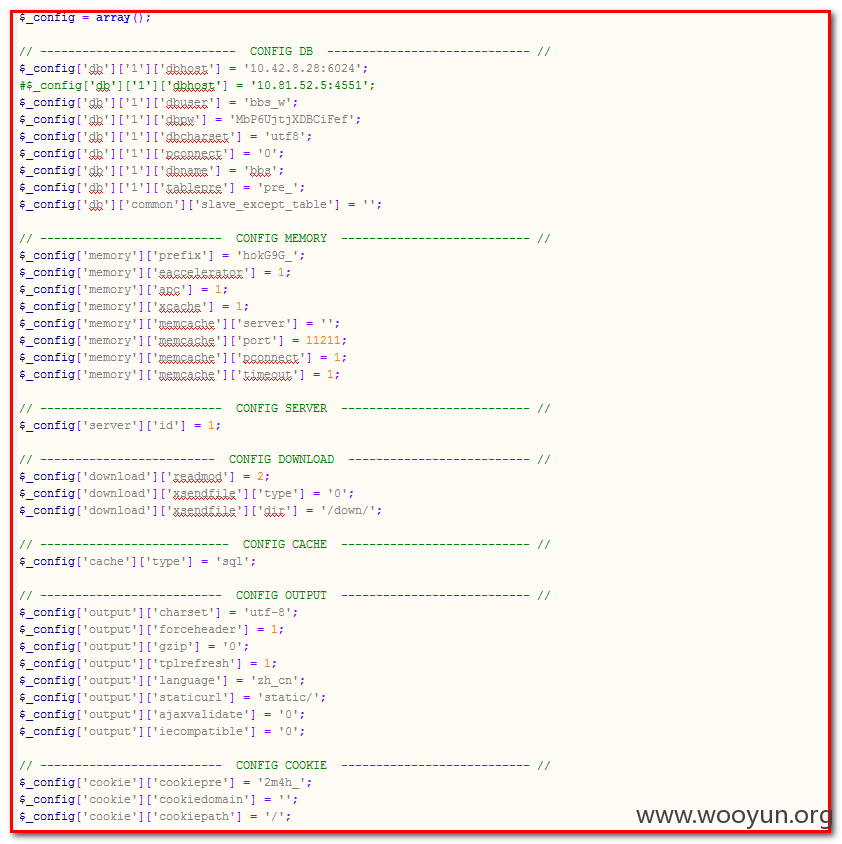 $_config = array();
// ---------------------------- CONFIG DB ----------------------------- //
$_config['db']['1']['dbhost'] = '10.42.8.28:6024';
#$_config['db']['1']['dbhost'] = '10.81.52.5:4551';
$_config['db']['1']['dbuser'] = 'bbs_w';
$_config['db']['1']['dbpw'] = 'MbP6UjtjXDBCiFef';
$_config['db']['1']['dbcharset'] = 'utf8';
$_config['db']['1']['pconnect'] = '0';
$_config['db']['1']['dbname'] = 'bbs';
$_config['db']['1']['tablepre'] = 'pre_';
$_config['db']['common']['slave_except_table'] = '';
// -------------------------- CONFIG MEMORY --------------------------- //
$_config['memory']['prefix'] = 'hokG9G_';
$_config['memory']['eaccelerator'] = 1;
$_config['memory']['apc'] = 1;
$_config['memory']['xcache'] = 1;
$_config['memory']['memcache']['server'] = '';
$_config['memory']['memcache']['port'] = 11211;
$_config['memory']['memcache']['pconnect'] = 1;
$_config['memory']['memcache']['timeout'] = 1;
// -------------------------- CONFIG SERVER --------------------------- //
$_config['server']['id'] = 1;
// ------------------------- CONFIG DOWNLOAD -------------------------- //
$_config['download']['readmod'] = 2;
$_config['download']['xsendfile']['type'] = '0';
$_config['download']['xsendfile']['dir'] = '/down/';
// --------------------------- CONFIG CACHE --------------------------- //
$_config['cache']['type'] = 'sql';
// -------------------------- CONFIG OUTPUT --------------------------- //
$_config['output']['charset'] = 'utf-8';
$_config['output']['forceheader'] = 1;
$_config['output']['gzip'] = '0';
$_config['output']['tplrefresh'] = 1;
$_config['output']['language'] = 'zh_cn';
$_config['output']['staticurl'] = 'static/';
$_config['output']['ajaxvalidate'] = '0';
$_config['output']['iecompatible'] = '0';
// -------------------------- CONFIG COOKIE --------------------------- //
$_config['cookie']['cookiepre'] = '2m4h_';
$_config['cookie']['cookiedomain'] = '';
$_config['cookie']['cookiepath'] = '/';
www.wooyun.org